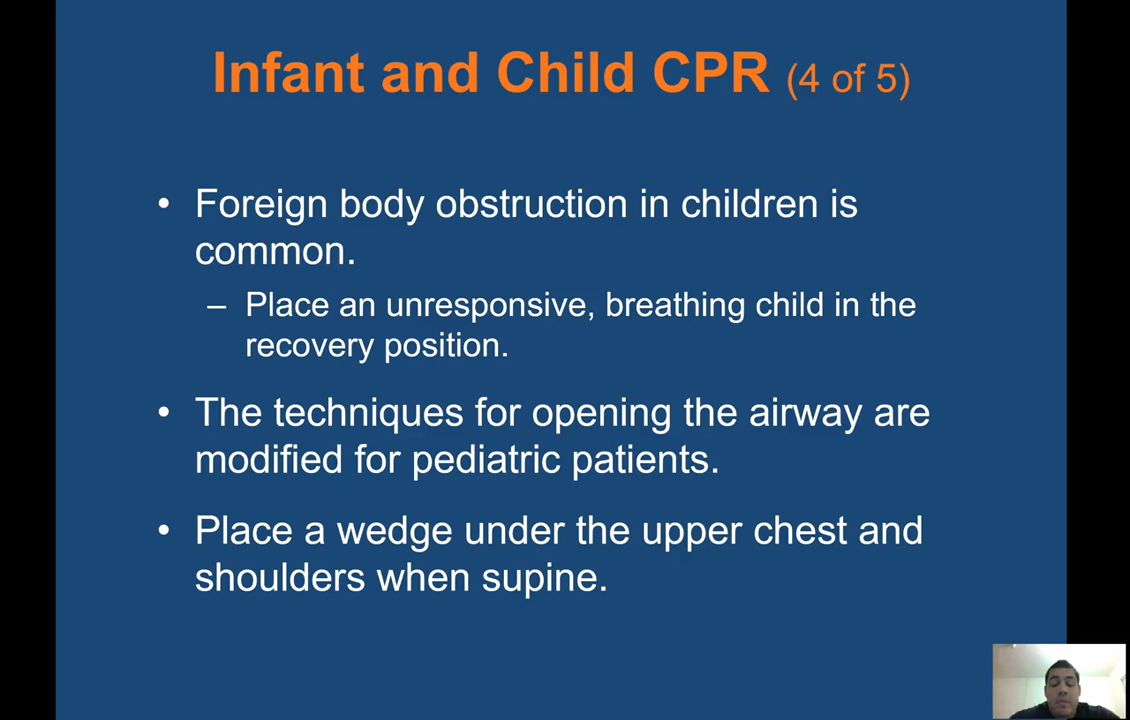 Infant and Child CPR (4 of 5)
• Foreign body obstruction in children is
common.
– Place an unresponsive, breathing child in the
recovery position.
• The techniques for opening the airway are
modified for pediatric patients.
• Place a wedge under the upper chest and
shoulders when supine.